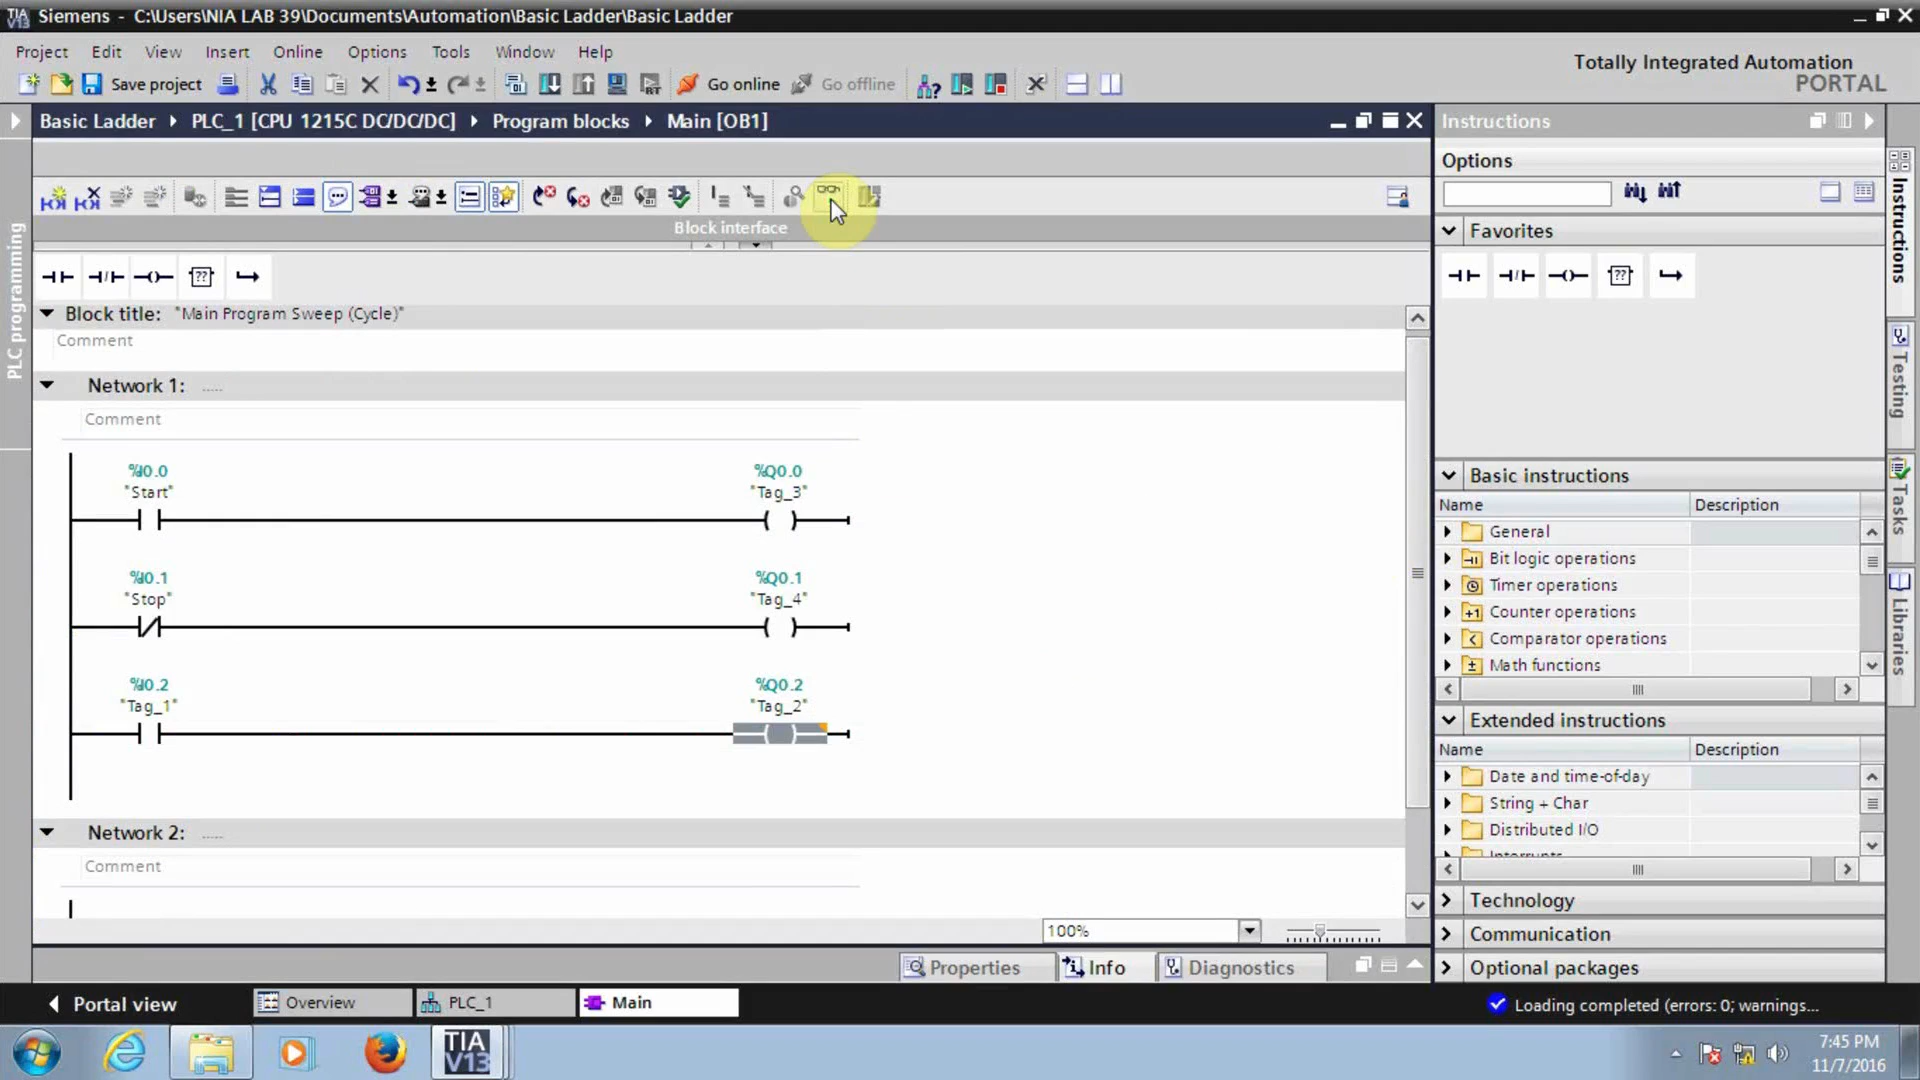 TIA V13 Siemens - C:\Users\NIA LAB 39\Documents\Automation\Basic Ladder\Basic Ladder
Project Edit View Insert Online Options Tools Window Help
Totally Integrated Automation
PORTAL
Save project Go online Go offline
Basic Ladder PLC_1 [CPU 1215C DC/DC/DC] Program blocks Main [OB1]
Block interface
??
Block title: "Main Program Sweep (Cycle)"
Comment
Network 1: .....
Comment
%I0.0
"Start"
%Q0.0
"Tag_3"
%I0.1
"Stop"
%Q0.1
"Tag_4"
%I0.2
"Tag_1"
%Q0.2
"Tag_2"
Network 2: .....
Comment
100%
Properties Info Diagnostics
PLC programming
Instructions
Options
Favorites
??
Basic instructions
Name Description
General
Bit logic operations
Timer operations
Counter operations
Comparator operations
Math functions
Extended instructions
Name Description
Date and time-of-day
String + Char
Distributed I/O
Interrupts
Technology
Communication
Optional packages
Instructions
Testing
Tasks
Libraries
Portal view Overview PLC_1 Main
Loading completed (errors: 0; warnings...
TIA V13
7:45 PM
11/7/2016